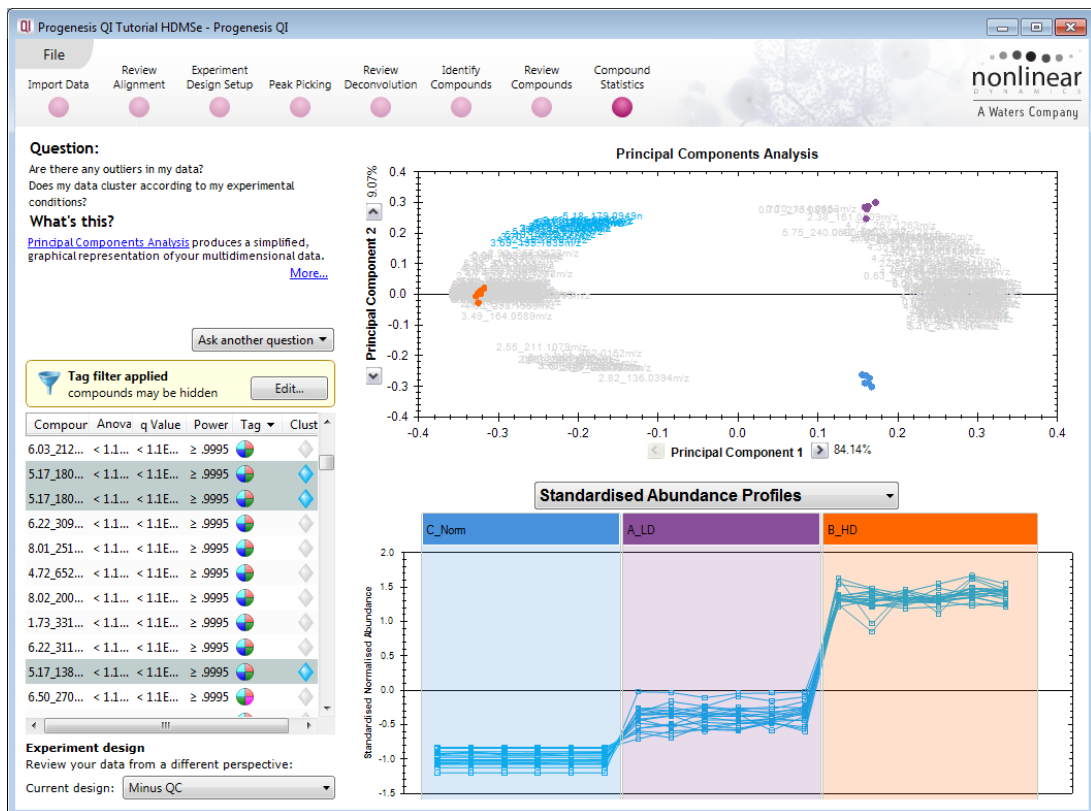 Progenesis QI Tutorial HDMSe - Progenesis QI
File
Import Data
Review Alignment
Experiment Design Setup
Peak Picking
Review Deconvolution
Identify Compounds
Review Compounds
Compound Statistics
nonlinear
DYNAMICS
A Waters Company
Question:
Are there any outliers in my data?
Does my data cluster according to my experimental
conditions?
What's this?
Principal Components Analysis produces a simplified,
graphical representation of your multidimensional data.
More...
Ask another question
Tag filter applied
compounds may be hidden
Edit...
Compour Anova q Value Power Tag Clust
6.03_212... < 1.1... < 1.1E... ≥ .9995
5.17_180... < 1.1... < 1.1E... ≥ .9995
5.17_180... < 1.1... < 1.1E... ≥ .9995
6.22_309... < 1.1... < 1.1E... ≥ .9995
8.01_251... < 1.1... < 1.1E... ≥ .9995
4.72_652... < 1.1... < 1.1E... ≥ .9995
8.02_200... < 1.1... < 1.1E... ≥ .9995
1.73_331... < 1.1... < 1.1E... ≥ .9995
6.22_311... < 1.1... < 1.1E... ≥ .9995
5.17_138... < 1.1... < 1.1E... ≥ .9995
6.50_270... < 1.1... < 1.1E... ≥ .9995
Experiment design
Review your data from a different perspective:
Current design: Minus QC
Principal Components Analysis
Principal Component 2 9.07%
0.4
0.3
0.2
0.1
0.0
-0.1
-0.2
-0.3
-0.4
5.18_179.0949n
3.49_164.0589m/z
2.55_211.1079m/z
2.82_136.0394m/z
-0.4 -0.3 -0.2 -0.1 0.0 0.1 0.2 0.3 0.4
Principal Component 1 84.14%
Standardised Abundance Profiles
C_Norm A_LD B_HD
Standardised Normalised Abundance
2.0
1.5
1.0
0.5
0.0
-0.5
-1.0
-1.5